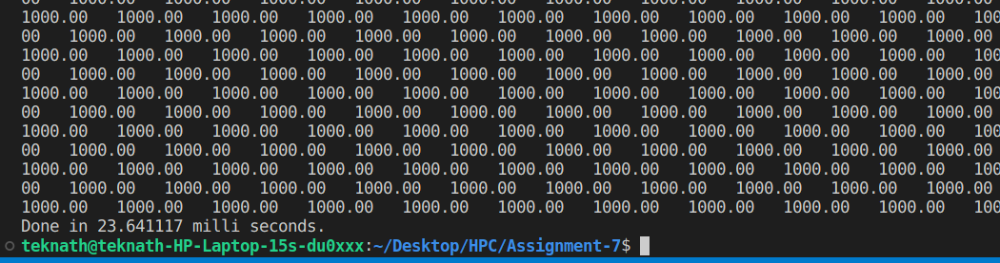 1000.00 1000.00 1000.00 1000.00 1000.00 1000.00 1000.00 1000.00 1000.00 1000.00 100
00 1000.00 1000.00 1000.00 1000.00 1000.00 1000.00 1000.00 1000.00 1000.00 1000.00
1000.00 1000.00 1000.00 1000.00 1000.00 1000.00 1000.00 1000.00 1000.00 1000.00 100
00 1000.00 1000.00 1000.00 1000.00 1000.00 1000.00 1000.00 1000.00 1000.00 1000.00
1000.00 1000.00 1000.00 1000.00 1000.00 1000.00 1000.00 1000.00 1000.00 1000.00 100
00 1000.00 1000.00 1000.00 1000.00 1000.00 1000.00 1000.00 1000.00 1000.00 1000.00
1000.00 1000.00 1000.00 1000.00 1000.00 1000.00 1000.00 1000.00 1000.00 1000.00 100
00 1000.00 1000.00 1000.00 1000.00 1000.00 1000.00 1000.00 1000.00 1000.00 1000.00
1000.00 1000.00 1000.00 1000.00 1000.00 1000.00 1000.00 1000.00 1000.00 1000.00 100
00 1000.00 1000.00 1000.00 1000.00 1000.00 1000.00 1000.00 1000.00 1000.00 1000.00
1000.00 1000.00 1000.00 1000.00 1000.00 1000.00 1000.00 1000.00 1000.00 1000.00 100
Done in 23.641117 milli seconds.
teknath@teknath-HP-Laptop-15s-du0xxx:~/Desktop/HPC/Assignment-7$